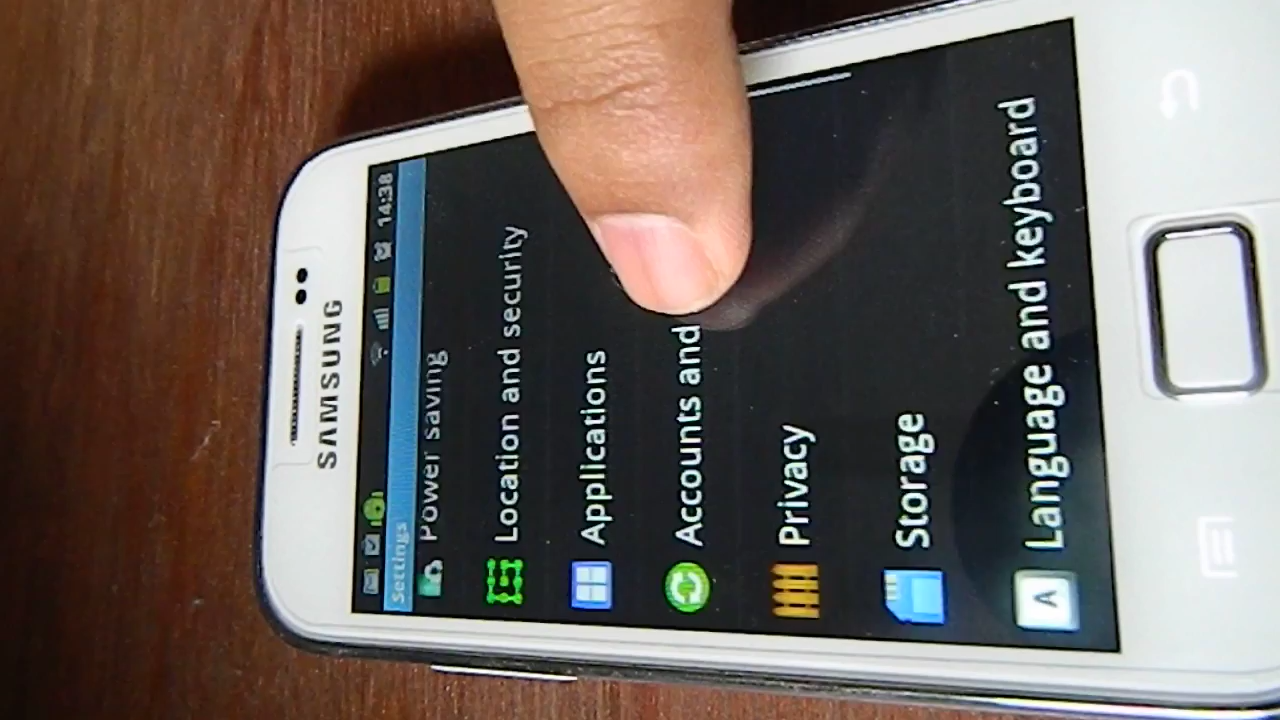 SAMSUNG
14:38
Settings
Power saving
Location and security
Applications
Accounts and
Privacy
Storage
A Language and keyboard